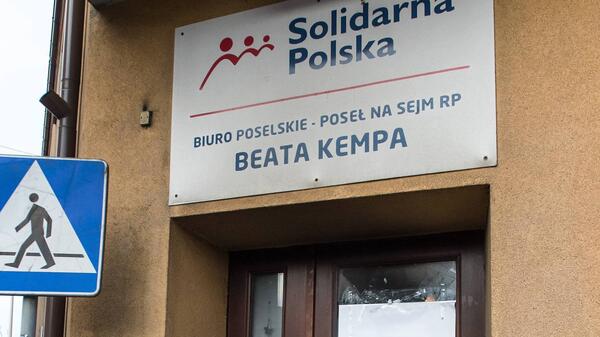 Solidarna
Polska
BIURO POSELSKIE - POSEŁ NA SEJM RP
BEATA KEMPA